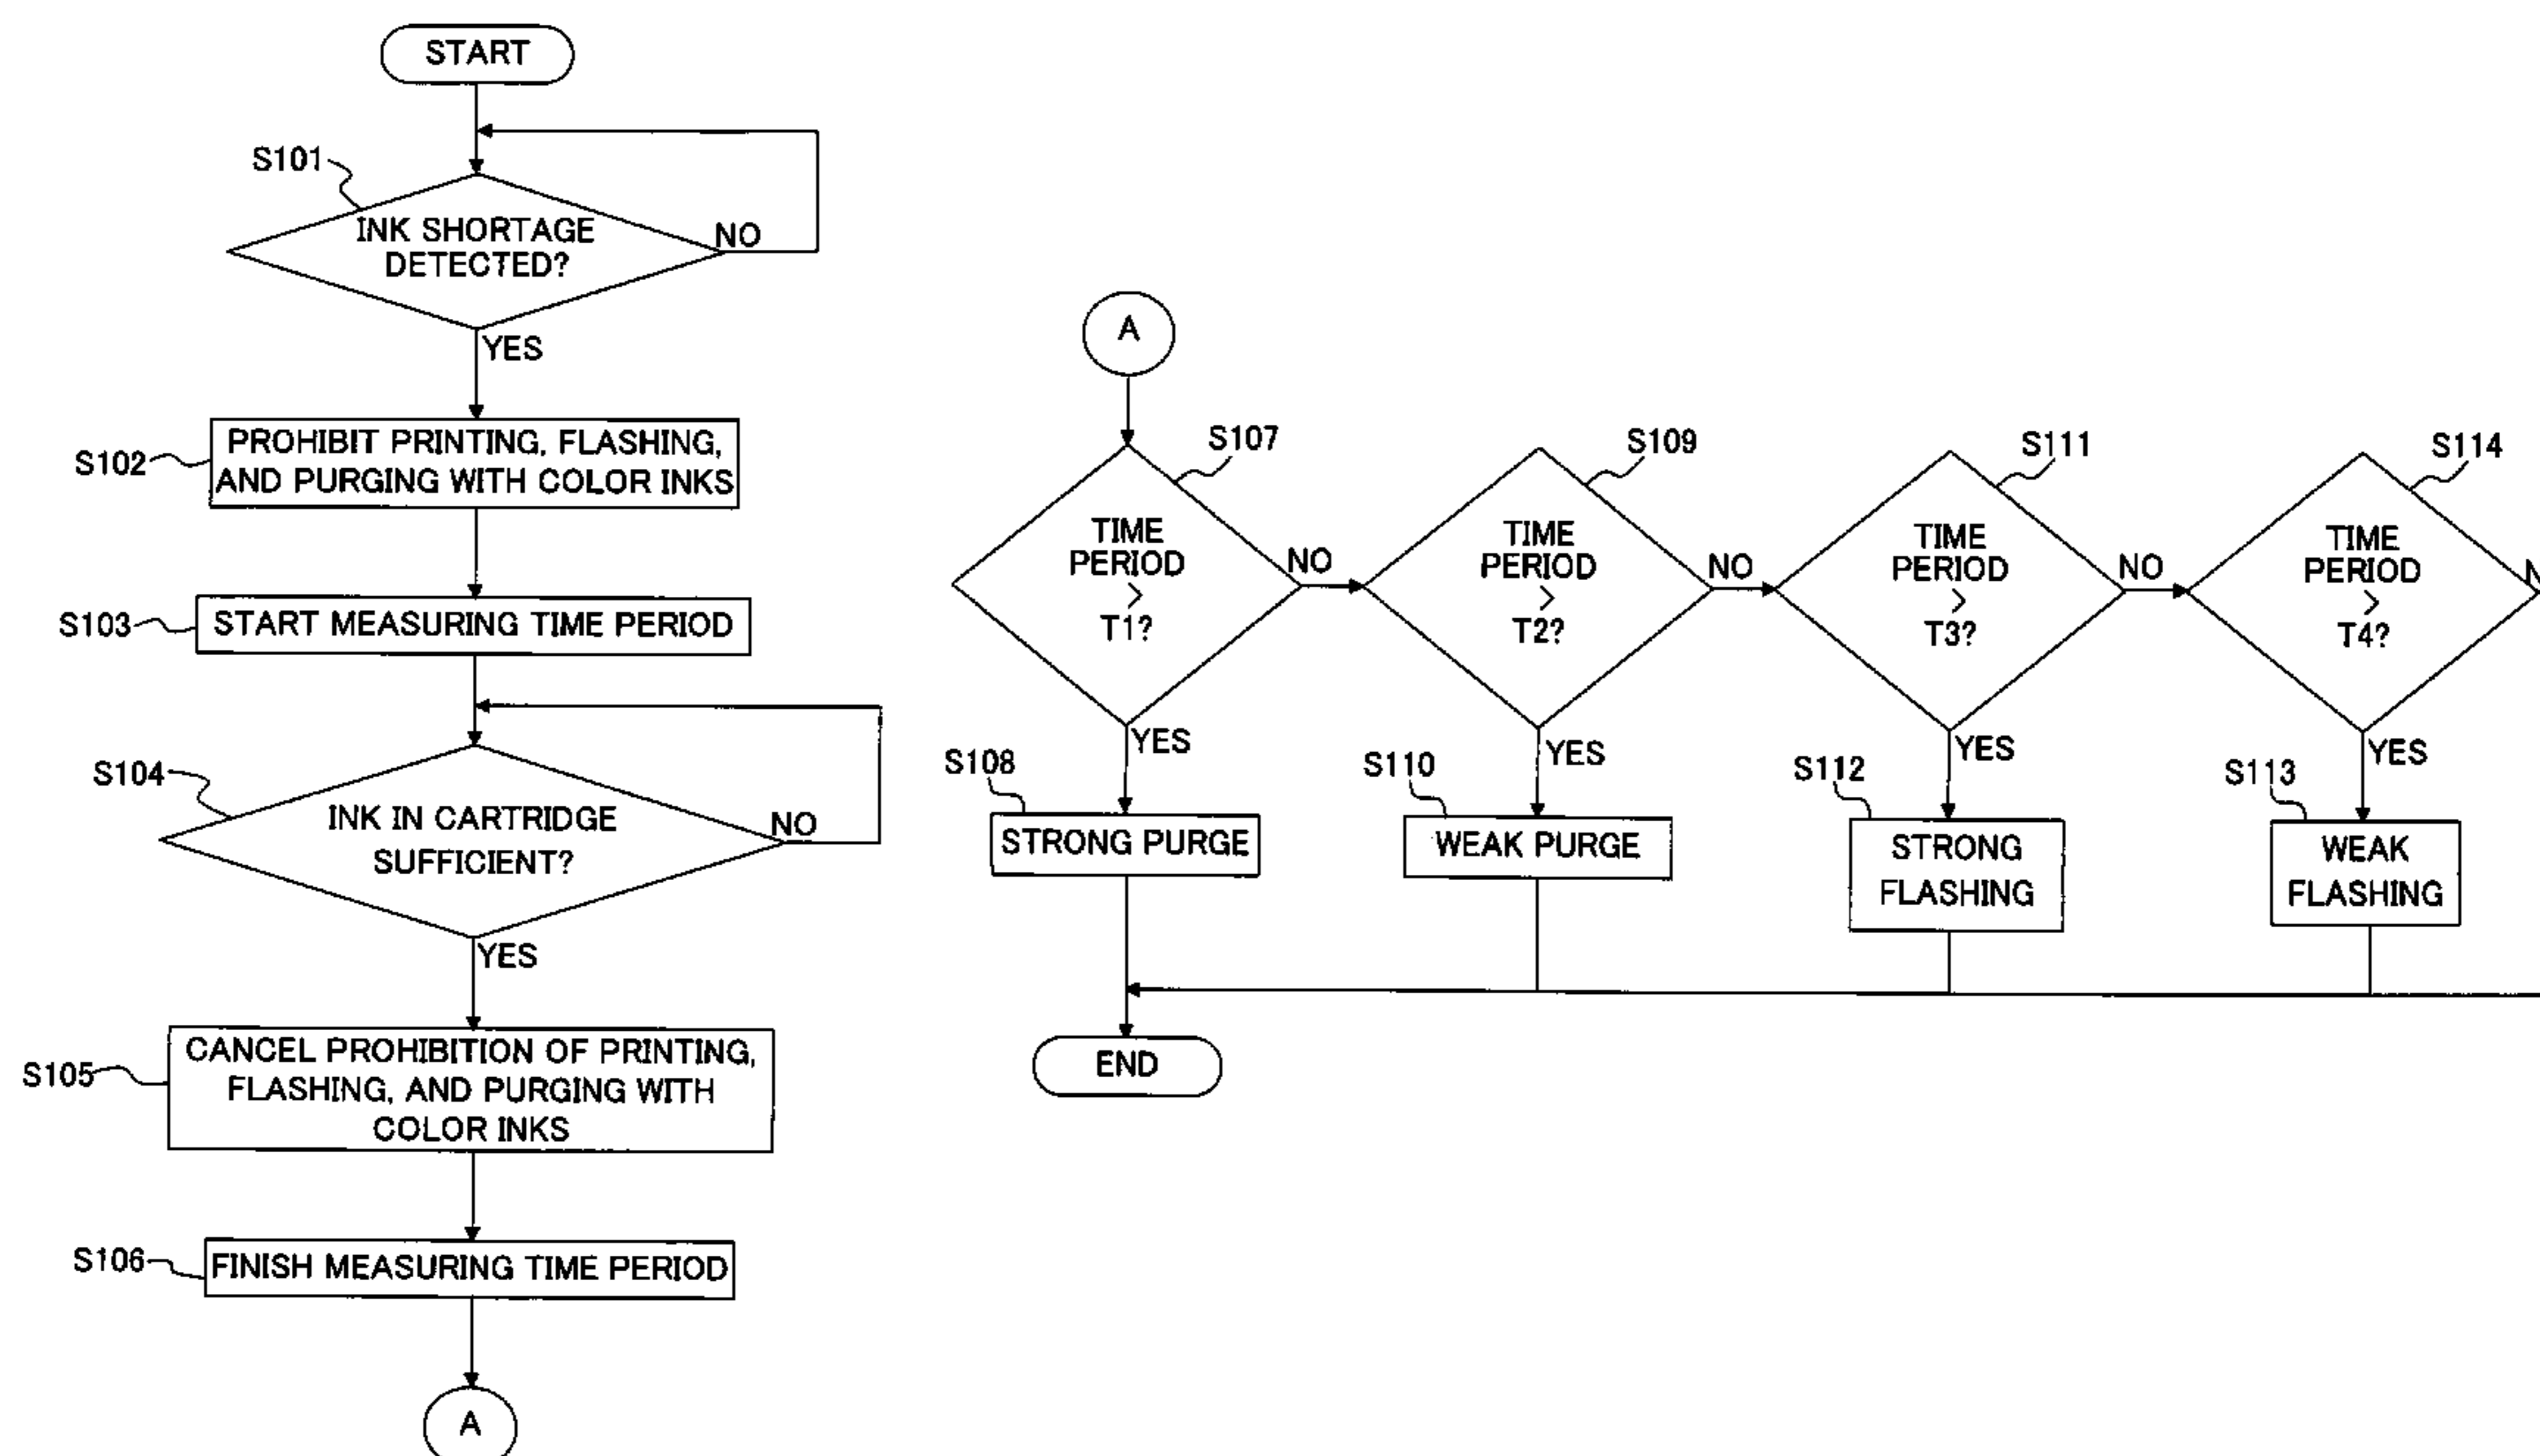 START
S101
INK SHORTAGE
DETECTED?
NO
YES
S102
PROHIBIT PRINTING, FLASHING,
AND PURGING WITH COLOR INKS
S103
START MEASURING TIME PERIOD
S104
INK IN CARTRIDGE
SUFFICIENT?
NO
YES
S105
CANCEL PROHIBITION OF PRINTING,
FLASHING, AND PURGING WITH
COLOR INKS
S106
FINISH MEASURING TIME PERIOD
A
A
S107
TIME
PERIOD
>
T1?
NO
YES
S108
STRONG PURGE
S109
TIME
PERIOD
>
T2?
NO
YES
S110
WEAK PURGE
S111
TIME
PERIOD
>
T3?
NO
YES
S112
STRONG
FLASHING
S114
TIME
PERIOD
>
T4?
YES
S113
WEAK
FLASHING
END